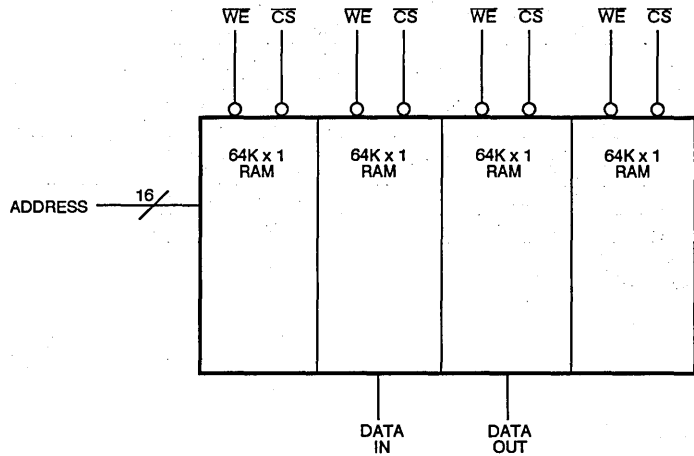 WE CS WE CS WE CS WE CS
64K x 1 64K x 1 64K x 1 64K x 1
RAM RAM RAM RAM
16
ADDRESS
DATA DATA
IN OUT